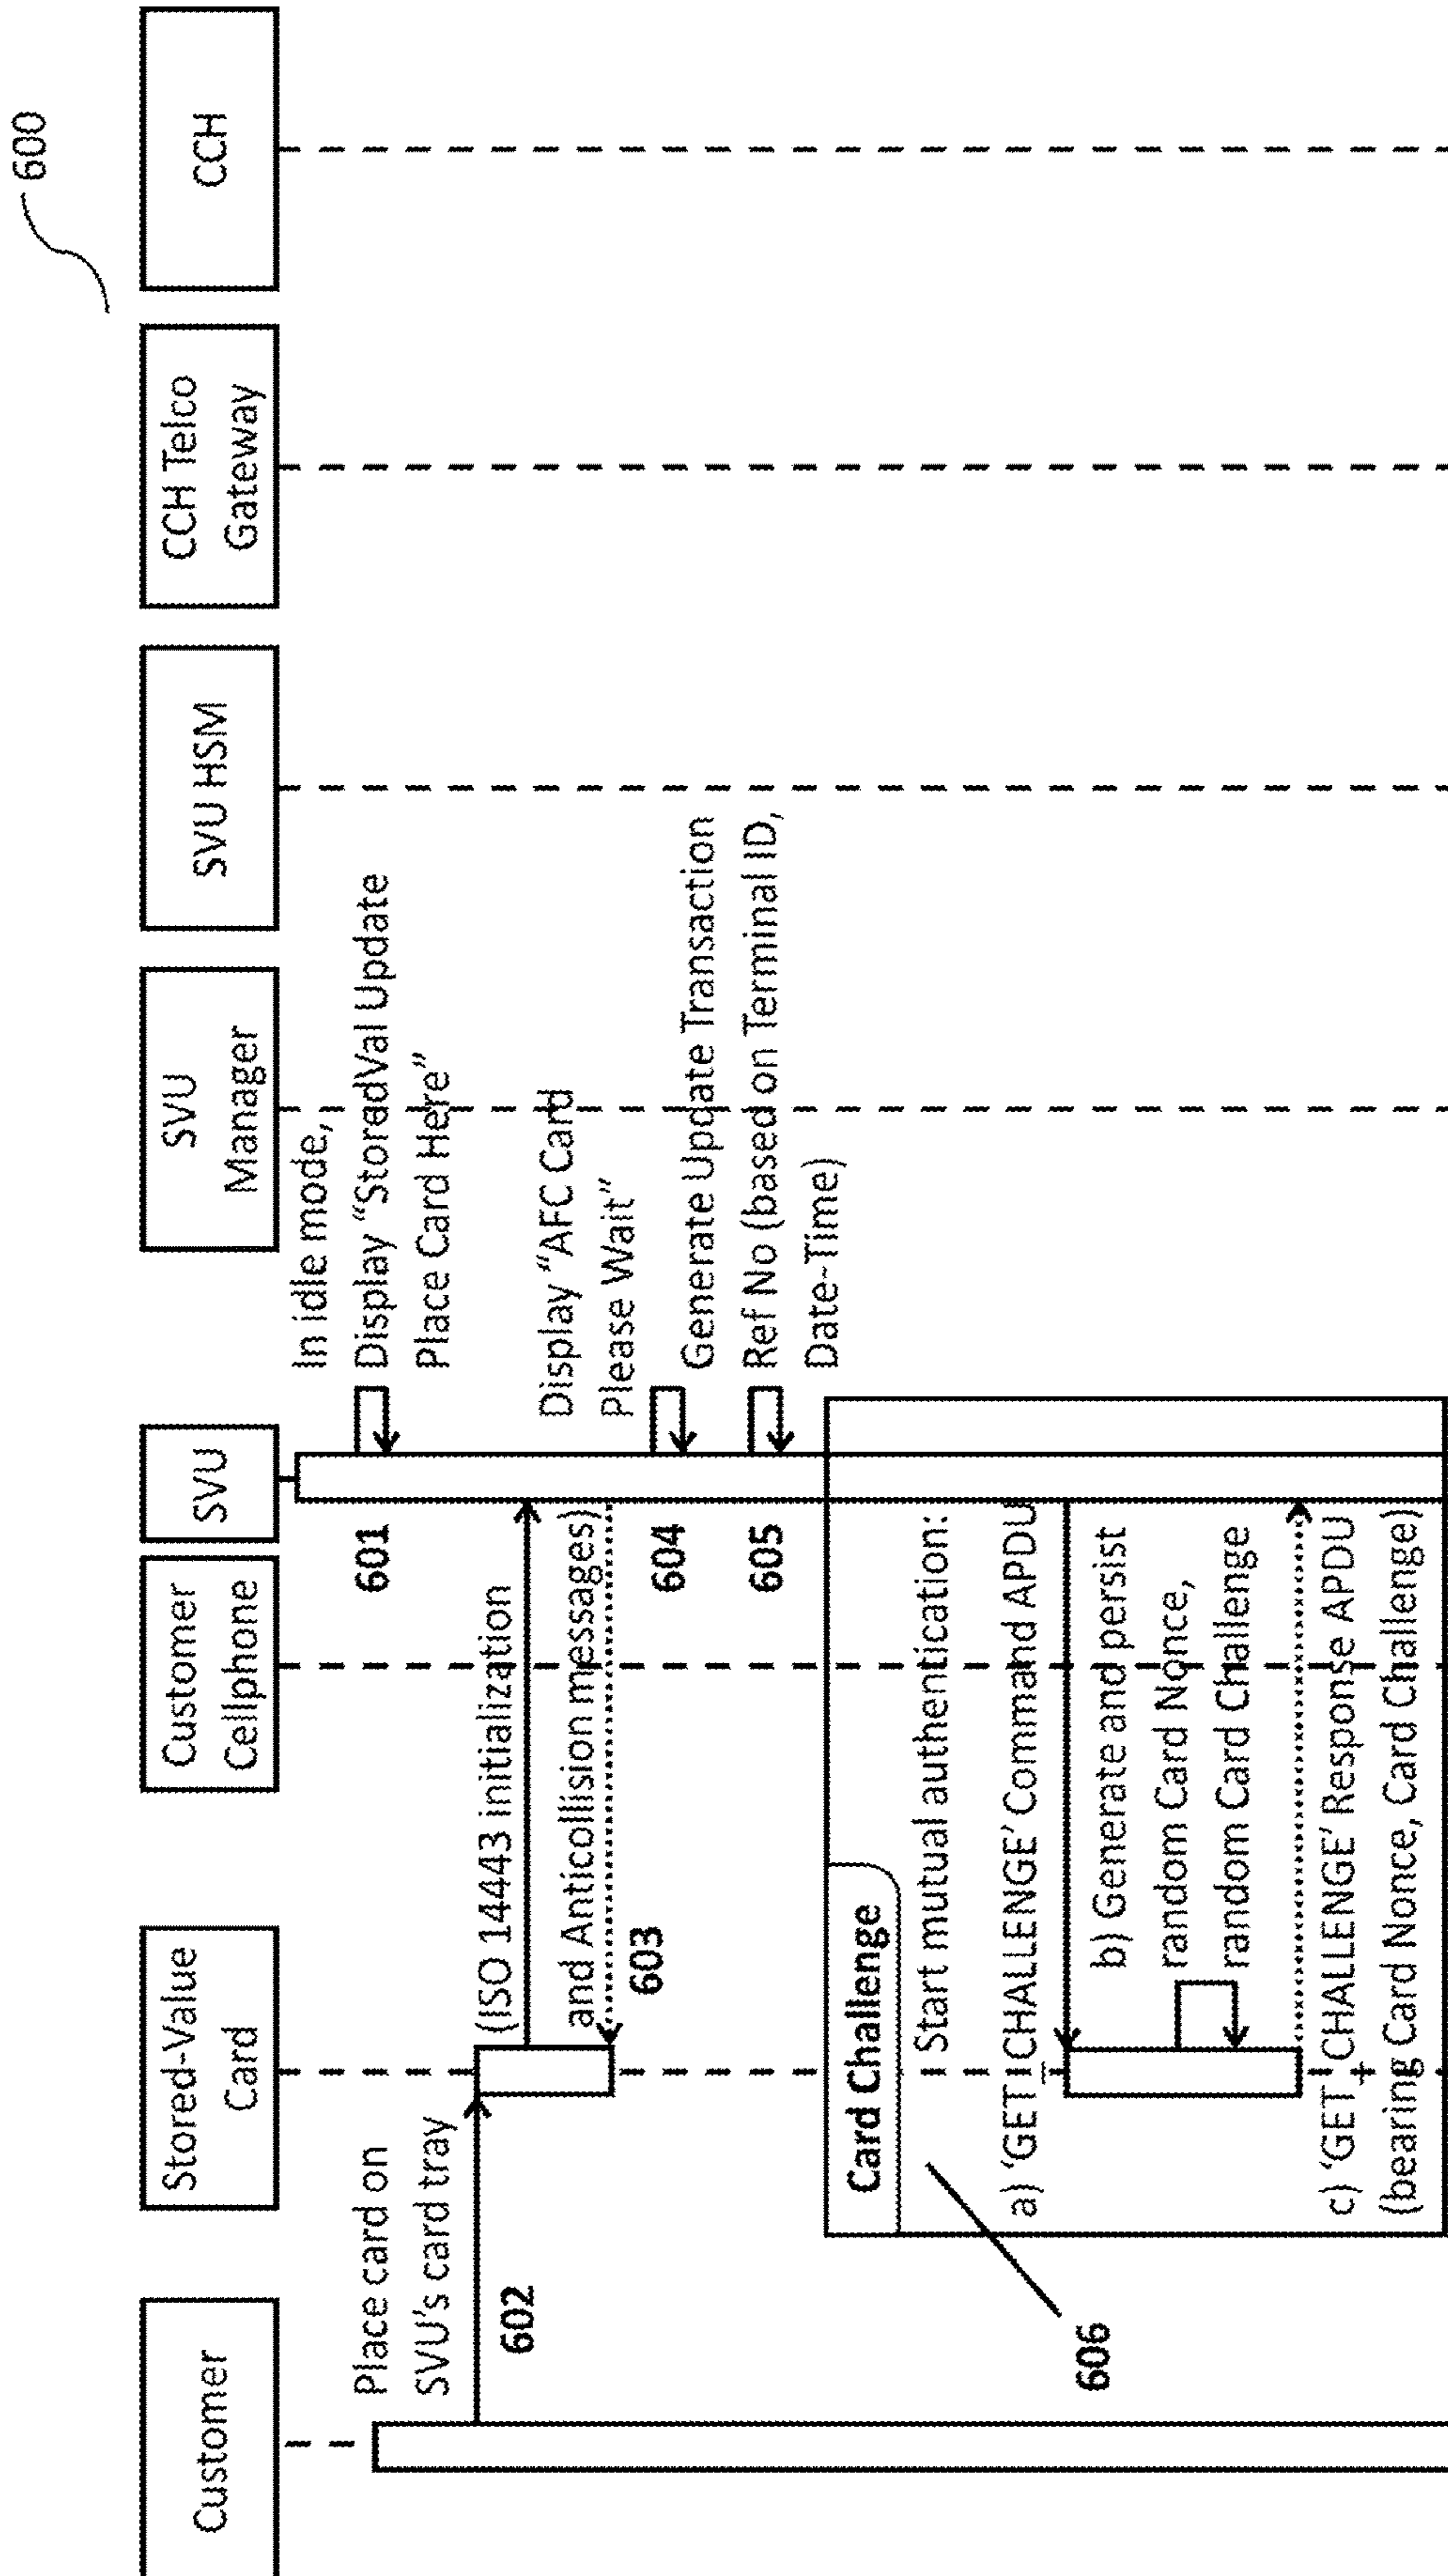 600
Customer
Stored-Value
Card
Customer
Cellphone
SVU
SVU
Manager
SVU HSM
CCH Telco
Gateway
CCH
601
In idle mode,
Display “StoredVal Update
Place Card Here”
Place card on
SVU’s card tray
602
(ISO 14443 initialization
and Anticollision messages)
603
Display “AFC Card
Please Wait”
604
Generate Update Transaction
Ref No (based on Terminal ID,
Date-Time)
605
Card Challenge
606
Start mutual authentication:
a) ‘GET_CHALLENGE’ Command APDU
b) Generate and persist
random Card Nonce,
random Card Challenge
c) ‘GET_CHALLENGE’ Response APDU
(bearing Card Nonce, Card Challenge)